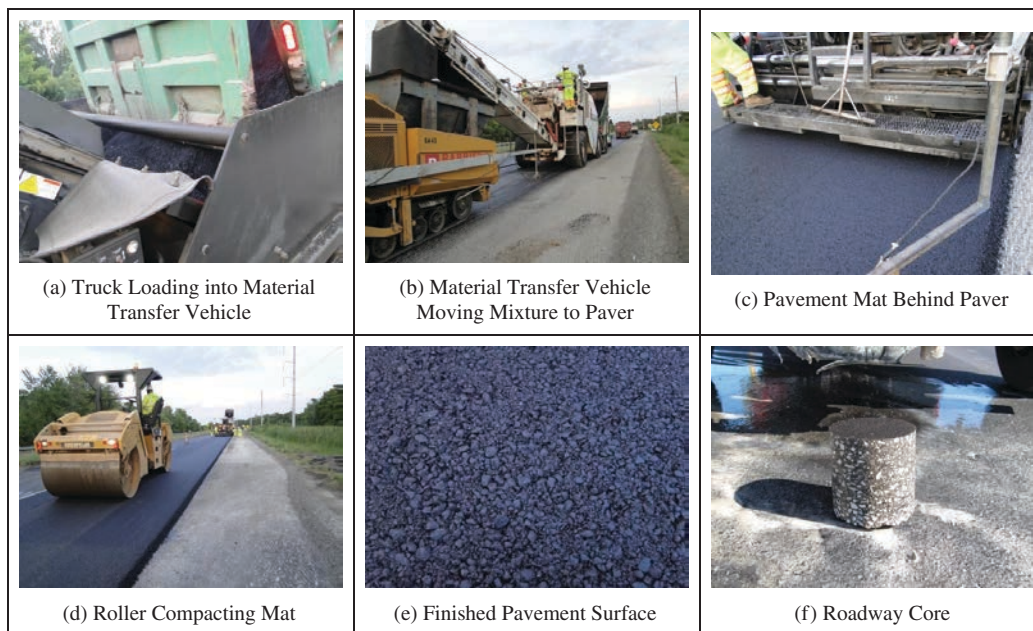 (a) Truck Loading into Material
Transfer Vehicle
(b) Material Transfer Vehicle
Moving Mixture to Paver
(c) Pavement Mat Behind Paver
(d) Roller Compacting Mat
(e) Finished Pavement Surface
(f) Roadway Core